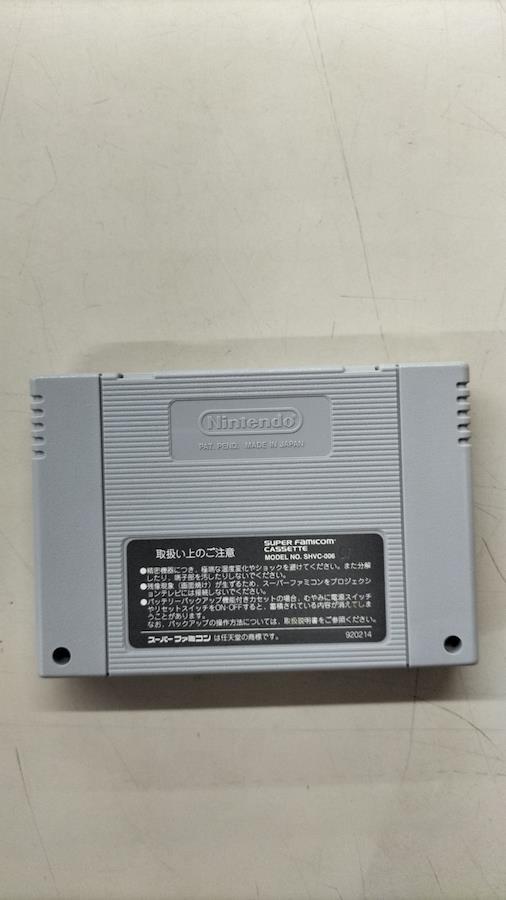 Nintendo
PAT. PEND. MADE IN JAPAN
取扱い上のご注意
SUPER FAMICOM
CASSETTE
MODEL NO. SHVC-006
●精密機器につき、極端な温度変化やショックを避けてください。また分解
したり、端子部を汚したりしないでください。
●残像現象（画面焼け）が生ずるため、スーパーファミコンをプロジェクシ
ョンテレビには接続しないでください。
●バッテリーバックアップ機能付きカセットの場合、むやみに電源スイッチ
やリセットスイッチをON・OFFすると、蓄積されている内容が消えてしま
うことがあります。
なお、バックアップの操作方法については、取扱説明書をご参照ください。
スーパーファミコンは任天堂の商標です。
920214